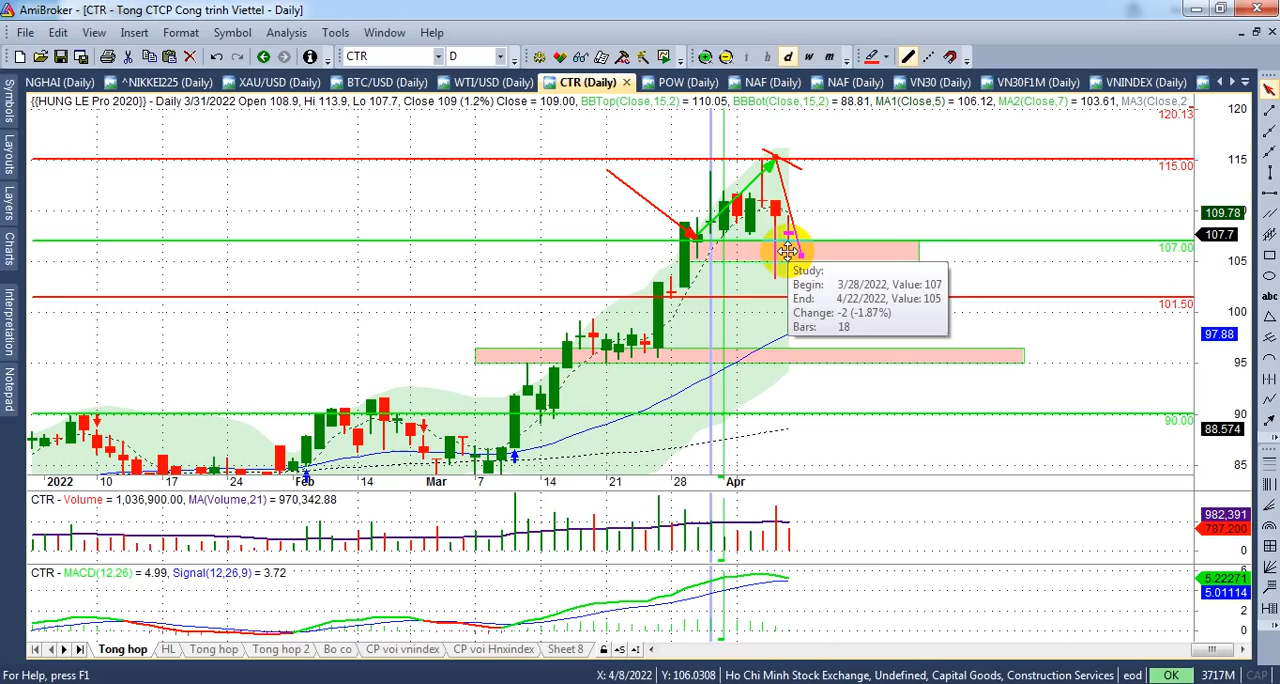 AmiBroker - [CTR - Tong CTCP Cong trinh Viettel - Daily]
File Edit View Insert Format Symbol Analysis Tools Window Help
CTR D i h d w m
NGHAI (Daily) ^NIKKEI225 (Daily) XAU/USD (Daily) BTC/USD (Daily) WTI/USD (Daily) CTR (Daily) POW (Daily) NAF (Daily) NAF (Daily) VN30 (Daily) VN30F1M (Daily) VNINDEX (Daily)
{{HUNG LE Pro 2020}} - Daily 3/31/2022 Open 108.9, Hi 113.9, Lo 107.7, Close 109 (1.2%) Close = 109.00, BBTop(Close,15,2) = 110.05, BBBot(Close,15,2) = 88.81, MA1(Close,5) = 106.12, MA2(Close,7) = 103.61, MA3(Close,2
Symbols
Layouts
Layers
Charts
Interpretation
Notepad
120
120.13
115
115.00
110
109.78
107.7
107.00
105
101.50
100
97.88
95
90
90.00
88.574
85
Study:
Begin: 3/28/2022, Value: 107
End: 4/22/2022, Value: 105
Change: -2 (-1.87%)
Bars: 18
2022 10 17 24 Feb 14 Mar 7 14 21 28 Apr
CTR - Volume = 1,036,900.00, MA(Volume,21) = 970,342.88
982,391
787,200
0
CTR - MACD(12,26) = 4.99, Signal(12,26,9) = 3.72
6
5.22271
5.01114
2
0
Tong hop HL Tong hop Tong hop 2 Bo co CP voi vnindex CP voi Hnxindex Sheet 8
For Help, press F1 X: 4/8/2022 Y: 106.0308 Ho Chi Minh Stock Exchange, Undefined, Capital Goods, Construction Services eod OK 3717M CAP